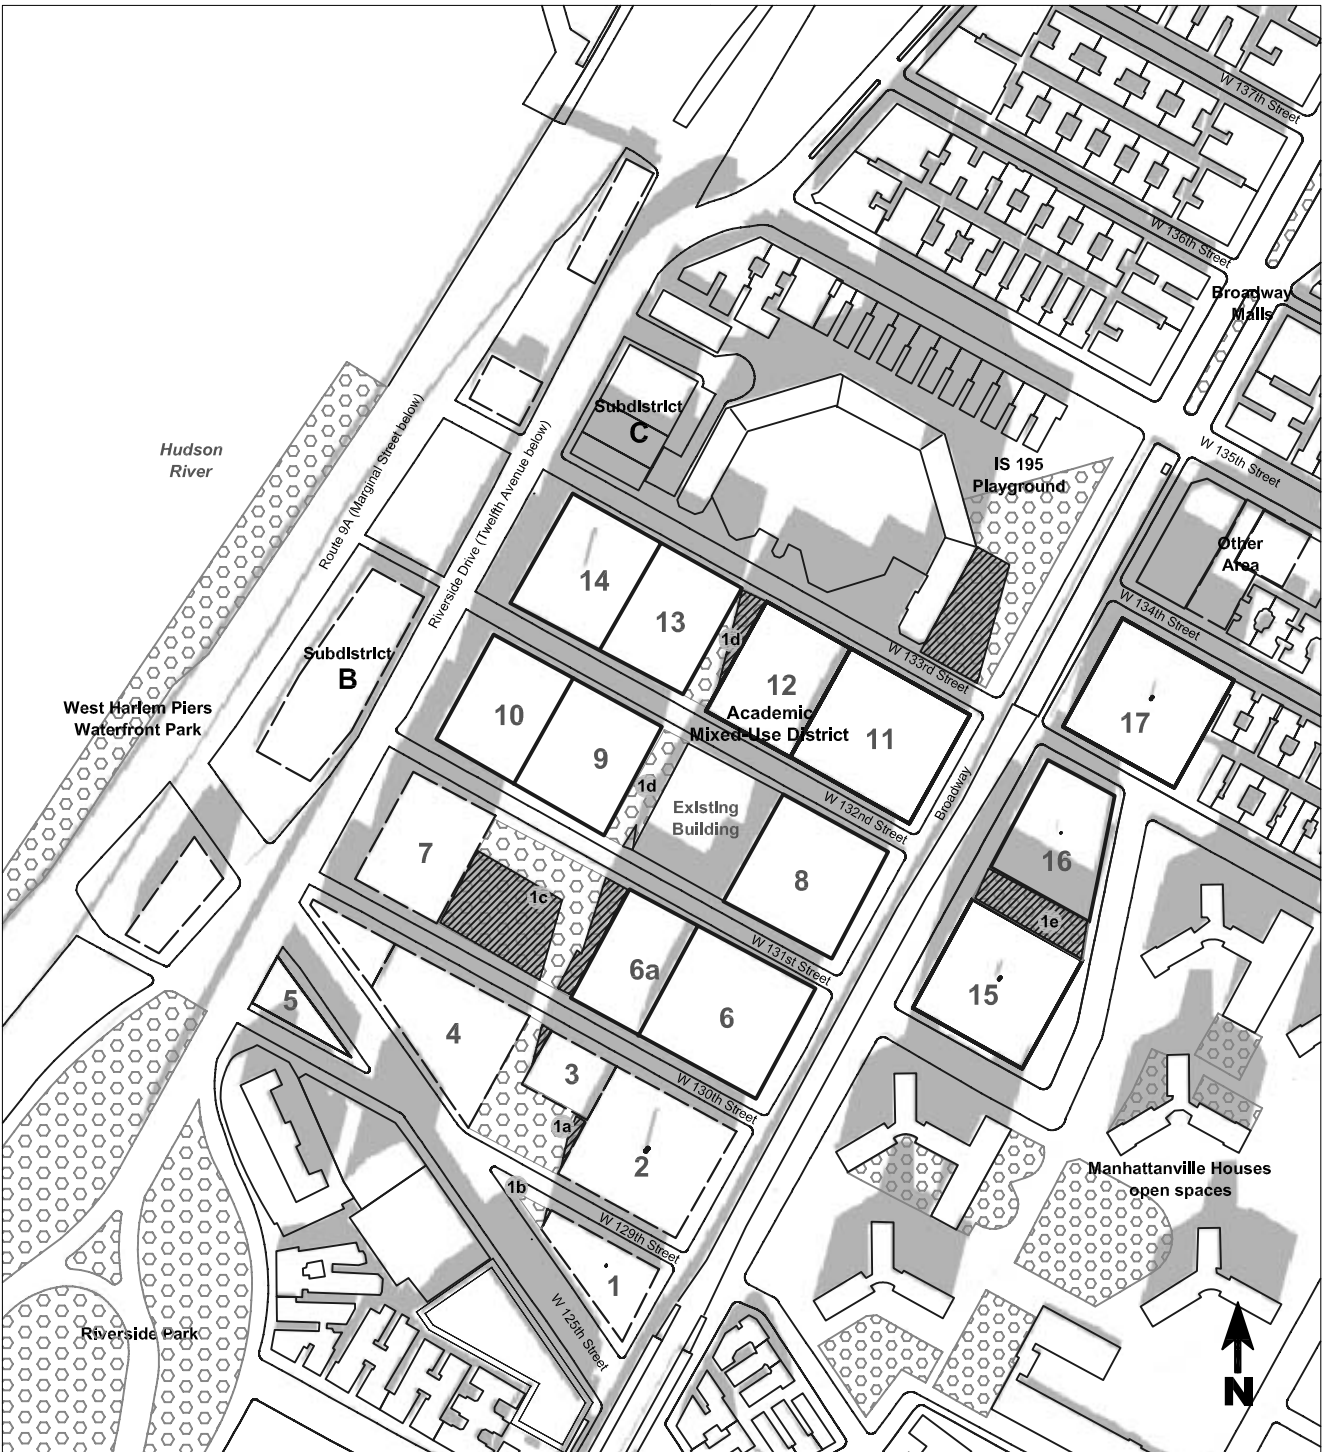 W 137th Street
W 136th Street
Broadway
Malls
Subdistrict
C
Hudson
River
W 135th Street
IS 195
Playground
Route 9A (Marginal Street below)
Riverside Drive (Twelfth Avenue below)
Other
Area
14
13
1d
W 134th Street
W 133rd Street
Subdistrict
B
12
Academic
Mixed-Use District
11
17
West Harlem Piers
Waterfront Park
10
9
1d
Existing
Building
W 132nd Street
Broadway
7
8
16
1c
1e
W 131st Street
6a
6
15
5
4
3
W 130th Street
1a
2
1b
Manhattanville Houses
open spaces
W 129th Street
1
W 125th Street
Riverside Park
N